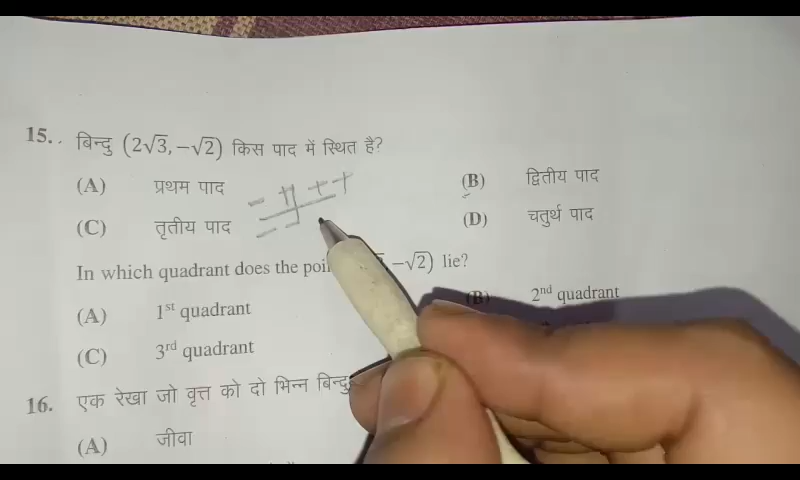 15.. बिन्दु (2√3, −√2) किस पाद में स्थित है?
(A) प्रथम पाद (B) द्वितीय पाद
(C) तृतीय पाद (D) चतुर्थ पाद
In which quadrant does the −√2) lie?
(A) 1st quadrant (B) 2nd quadrant
(C) 3rd quadrant
16. एक रेखा जो वृत्त को दो भिन्न
(A) जीवा